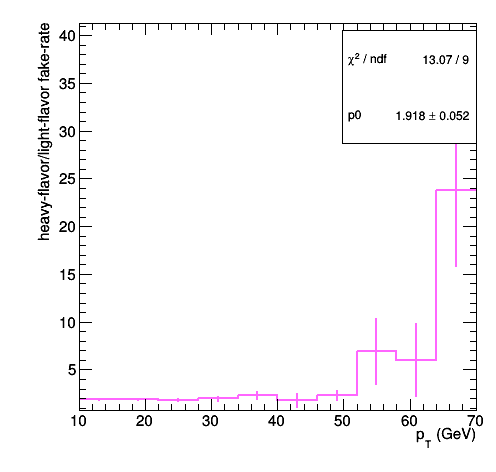 heavy-flavor/light-flavor fake-rate
40
35
30
25
20
15
10
5
χ² / ndf 13.07 / 9
p0 1.918 ± 0.052
10 20 30 40 50 60 70
p_T (GeV)